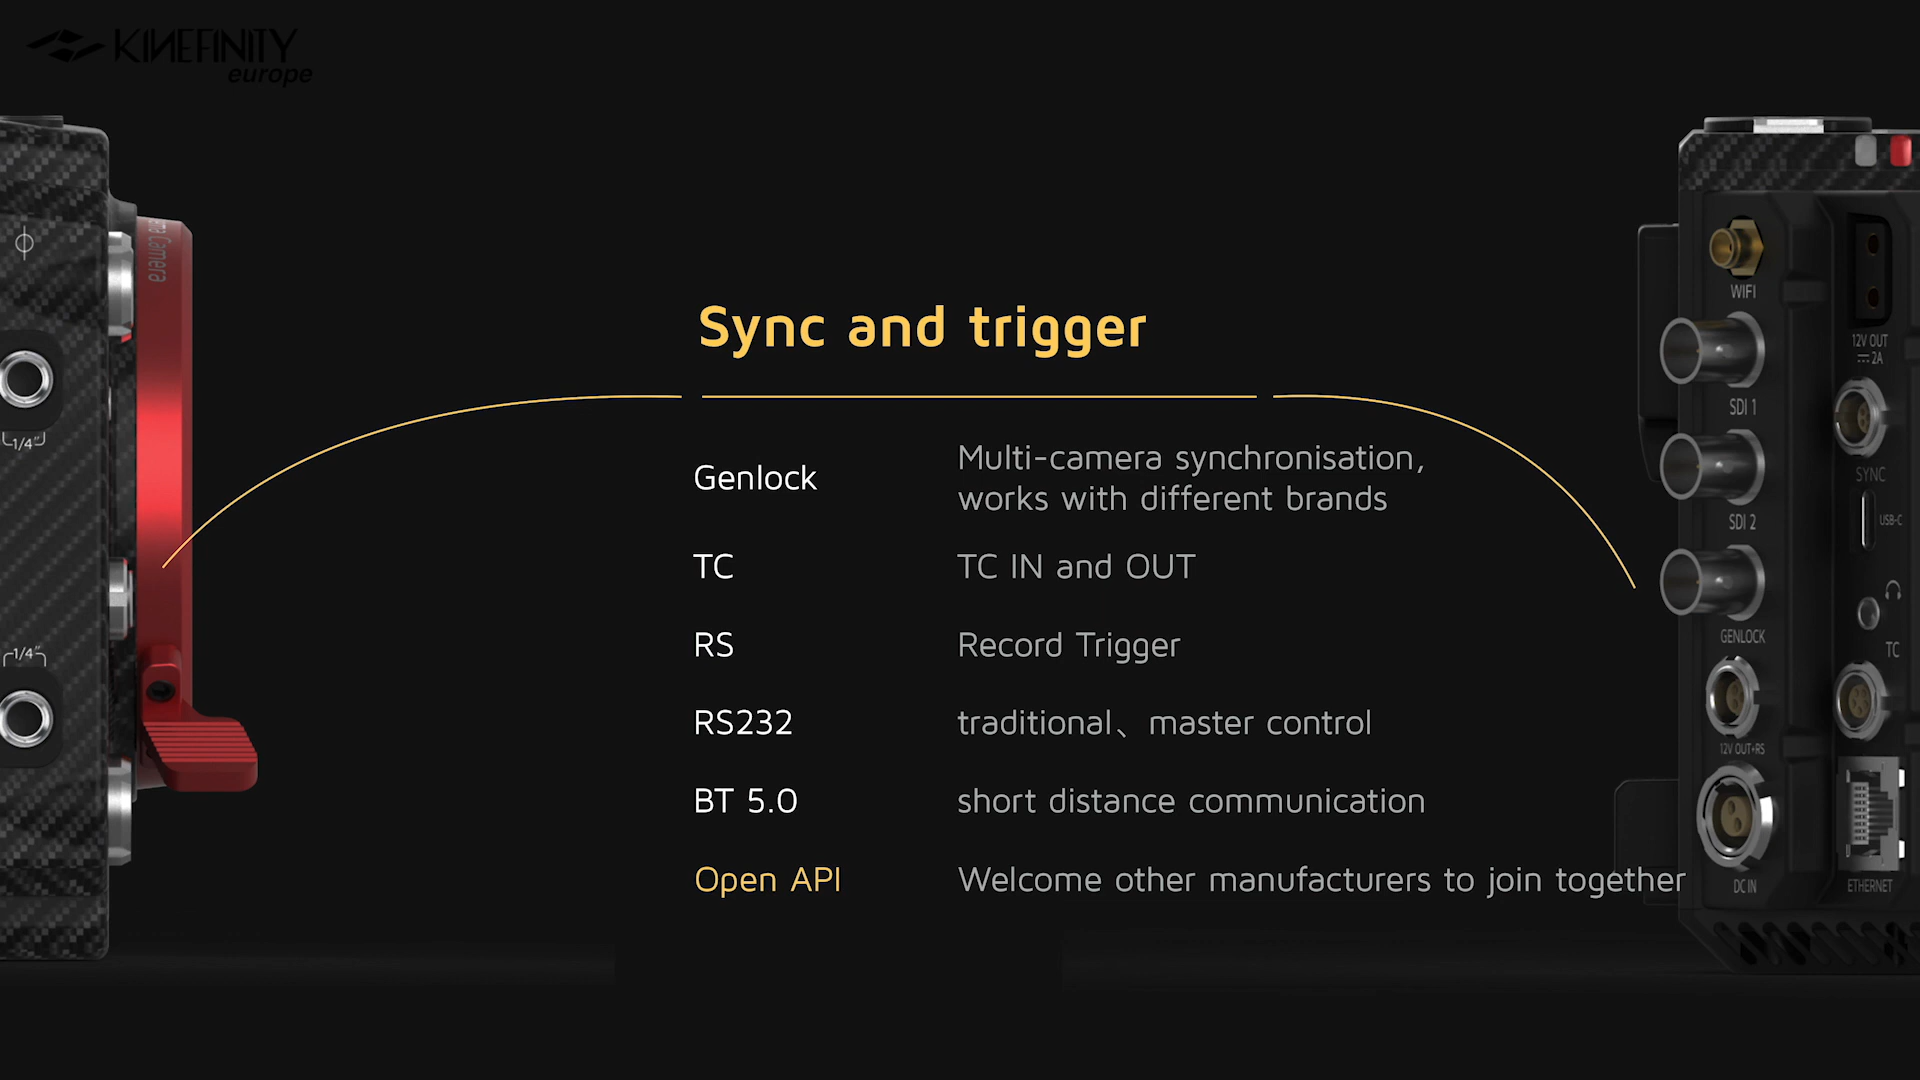 KINEFINITY
europe
Camera
1/4"
1/4"
Sync and trigger
Genlock
Multi-camera synchronisation,
works with different brands
TC
TC IN and OUT
RS
Record Trigger
RS232
traditional、master control
BT 5.0
short distance communication
Open API
Welcome other manufacturers to join together
WIFI
12V OUT
2A
SDI 1
SYNC
SDI 2
USB-C
GENLOCK
TC
12V OUT+RS
DC IN
ETHERNET